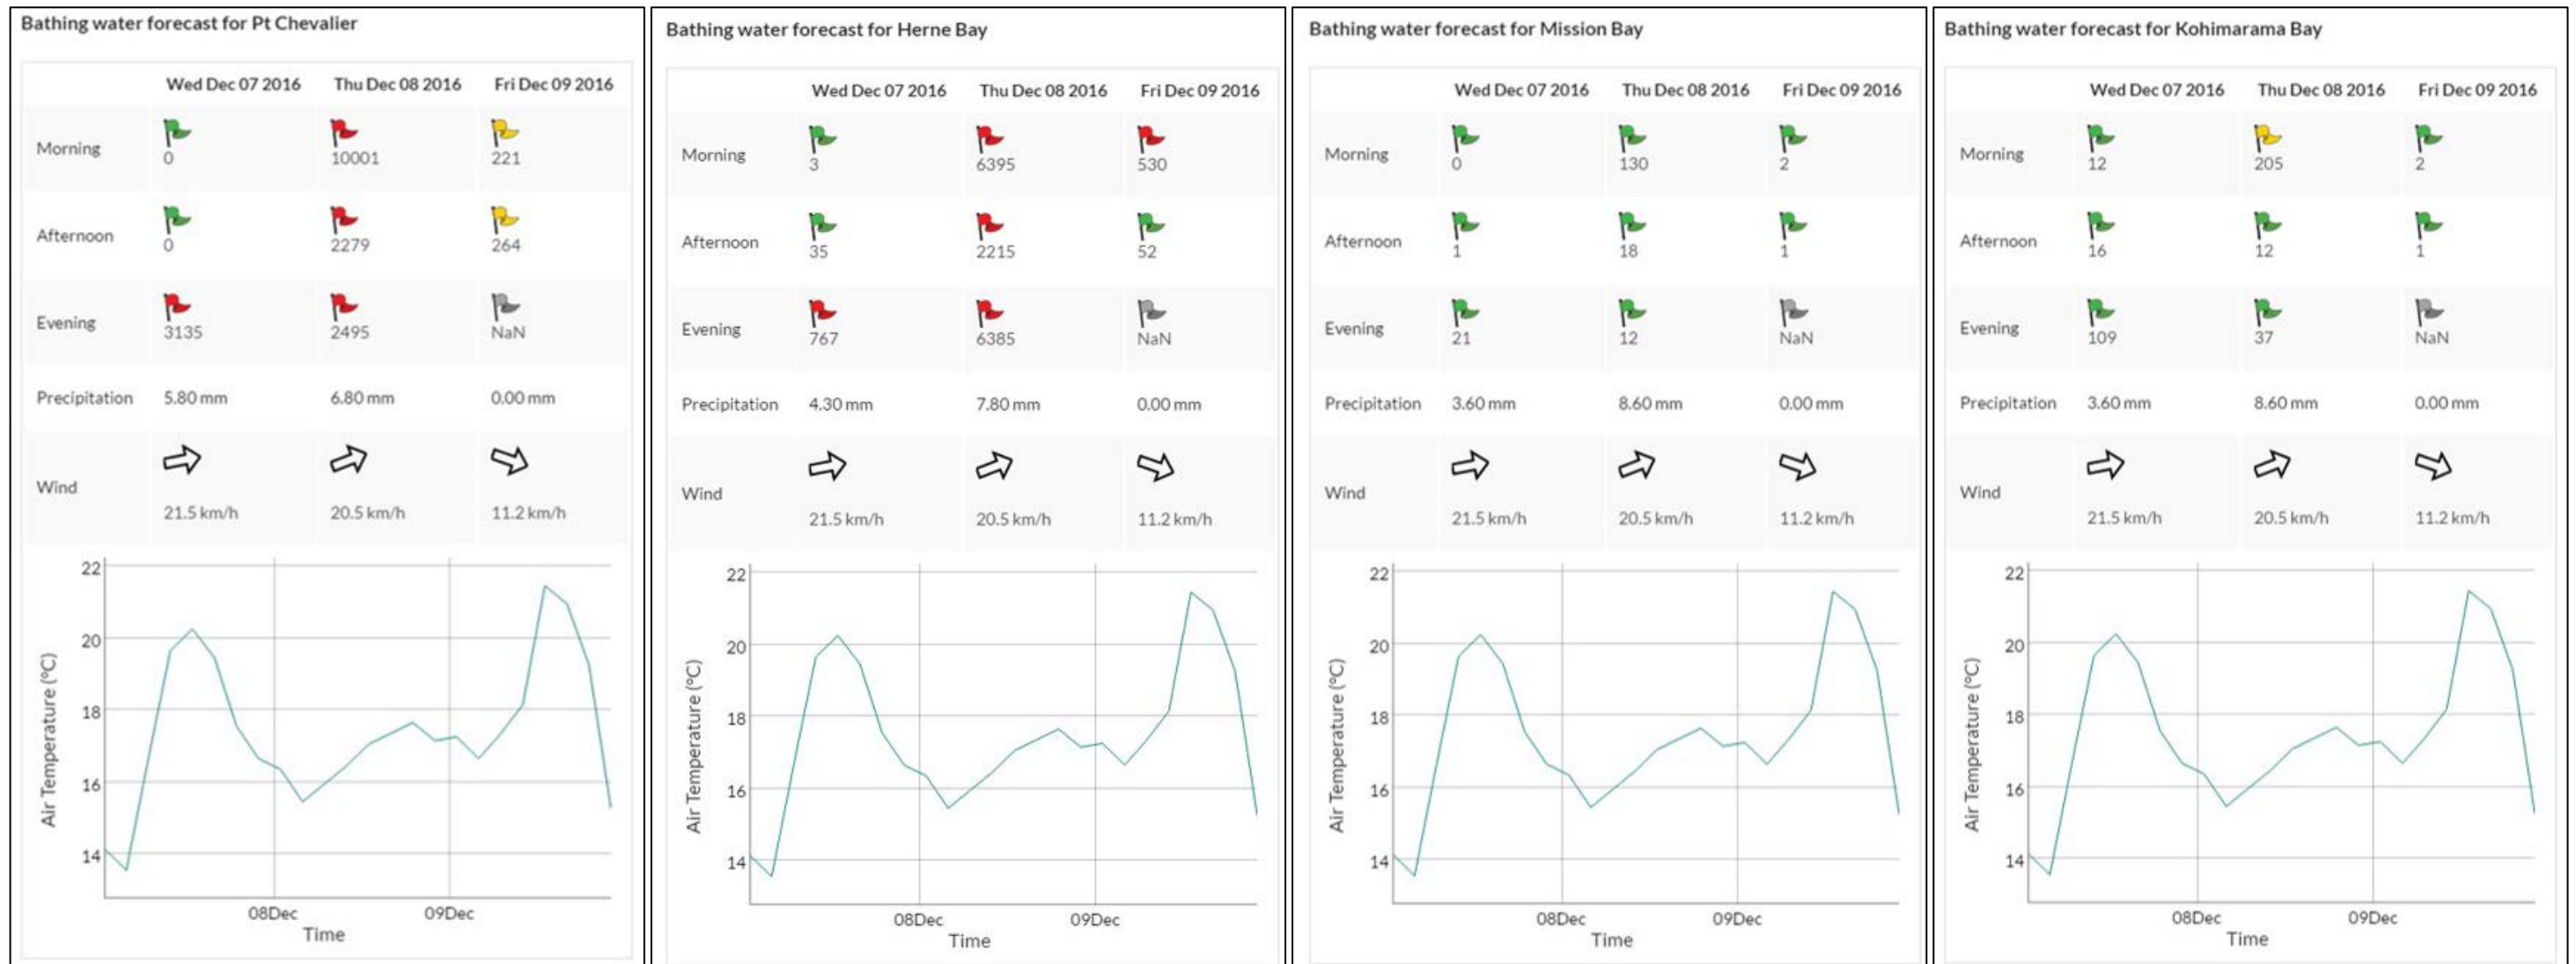 Bathing water forecast for Pt Chevalier
Wed Dec 07 2016 Thu Dec 08 2016 Fri Dec 09 2016
Morning 0 10001 221
Afternoon 0 2279 264
Evening 3135 2495 NaN
Precipitation 5.80 mm 6.80 mm 0.00 mm
Wind
21.5 km/h 20.5 km/h 11.2 km/h
22
20
18
16
14
Air Temperature (°C)
08Dec 09Dec
Time
Bathing water forecast for Herne Bay
Wed Dec 07 2016 Thu Dec 08 2016 Fri Dec 09 2016
Morning 3 6395 530
Afternoon 35 2215 52
Evening 767 6385 NaN
Precipitation 4.30 mm 7.80 mm 0.00 mm
Wind
21.5 km/h 20.5 km/h 11.2 km/h
22
20
18
16
14
Air Temperature (°C)
08Dec 09Dec
Time
Bathing water forecast for Mission Bay
Wed Dec 07 2016 Thu Dec 08 2016 Fri Dec 09 2016
Morning 0 130 2
Afternoon 1 18 1
Evening 21 12 NaN
Precipitation 3.60 mm 8.60 mm 0.00 mm
Wind
21.5 km/h 20.5 km/h 11.2 km/h
22
20
18
16
14
Air Temperature (°C)
08Dec 09Dec
Time
Bathing water forecast for Kohimarama Bay
Wed Dec 07 2016 Thu Dec 08 2016 Fri Dec 09 2016
Morning 12 205 2
Afternoon 16 12 1
Evening 109 37 NaN
Precipitation 3.60 mm 8.60 mm 0.00 mm
Wind
21.5 km/h 20.5 km/h 11.2 km/h
22
20
18
16
14
Air Temperature (°C)
08Dec 09Dec
Time